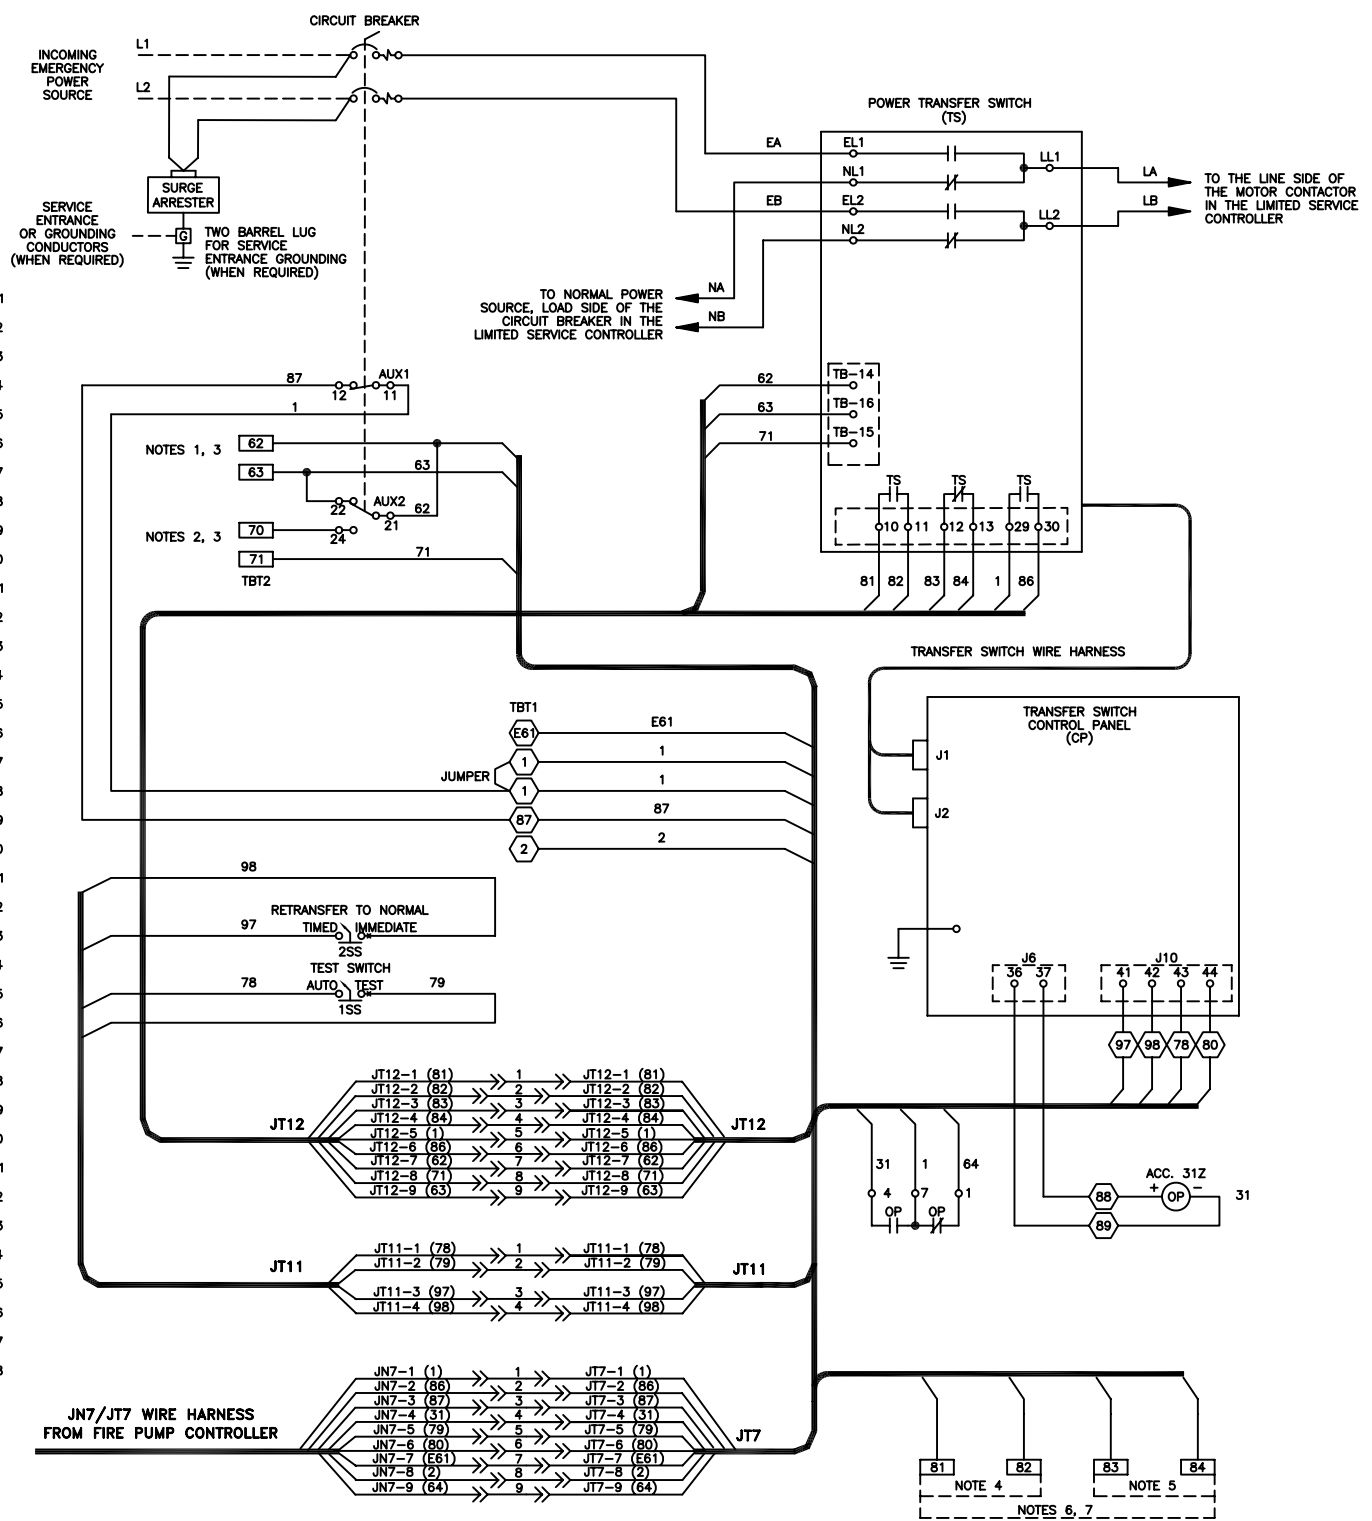 CIRCUIT BREAKER
L1
INCOMING
EMERGENCY
POWER
SOURCE
L2
POWER TRANSFER SWITCH
(TS)
EA
EL1
LL1
NL1
LA
TO THE LINE SIDE OF
THE MOTOR CONTACTOR
IN THE LIMITED SERVICE
CONTROLLER
SURGE
ARRESTER
EB
EL2
LB
LL2
NL2
SERVICE
ENTRANCE
OR GROUNDING
CONDUCTORS
(WHEN REQUIRED)
G
TWO BARREL LUG
FOR SERVICE
ENTRANCE GROUNDING
(WHEN REQUIRED)
NA
TO NORMAL POWER
SOURCE, LOAD SIDE OF THE
CIRCUIT BREAKER IN THE
LIMITED SERVICE CONTROLLER
NB
87
AUX1
12
11
1
62
TB-14
63
TB-16
71
TB-15
NOTES 1, 3
62
63
63
AUX2
22
62
21
NOTES 2, 3
70
24
71
71
TBT2
TS
TS
TS
10
11
12
13
29
30
81
82
83
84
1
86
TRANSFER SWITCH WIRE HARNESS
TBT1
E61
E61
1
1
JUMPER
1
1
87
87
2
2
TRANSFER SWITCH
CONTROL PANEL
(CP)
J1
J2
98
RETRANSFER TO NORMAL
97
TIMED
IMMEDIATE
2SS
TEST SWITCH
78
AUTO
TEST
79
1SS
J6
36
37
J10
41
42
43
44
97
98
78
80
JT12
JT12-1 (81) 1 JT12-1 (81)
JT12-2 (82) 2 JT12-2 (82)
JT12-3 (83) 3 JT12-3 (83)
JT12-4 (84) 4 JT12-4 (84)
JT12-5 (1) 5 JT12-5 (1)
JT12-6 (86) 6 JT12-6 (86)
JT12-7 (62) 7 JT12-7 (62)
JT12-8 (71) 8 JT12-8 (71)
JT12-9 (63) 9 JT12-9 (63)
JT12
31
1
64
4
7
1
OP
OP
ACC. 31Z
88
+
OP
-
31
89
JT11
JT11-1 (78) 1 JT11-1 (78)
JT11-2 (79) 2 JT11-2 (79)
JT11-3 (97) 3 JT11-3 (97)
JT11-4 (98) 4 JT11-4 (98)
JT11
JN7/JT7 WIRE HARNESS
FROM FIRE PUMP CONTROLLER
JN7-1 (1) 1 JT7-1 (1)
JN7-2 (86) 2 JT7-2 (86)
JN7-3 (87) 3 JT7-3 (87)
JN7-4 (31) 4 JT7-4 (31)
JN7-5 (79) 5 JT7-5 (79)
JN7-6 (80) 6 JT7-6 (80)
JN7-7 (E61) 7 JT7-7 (E61)
JN7-8 (2) 8 JT7-8 (2)
JN7-9 (64) 9 JT7-9 (64)
JT7
81
82
83
84
NOTE 4
NOTE 5
NOTES 6, 7